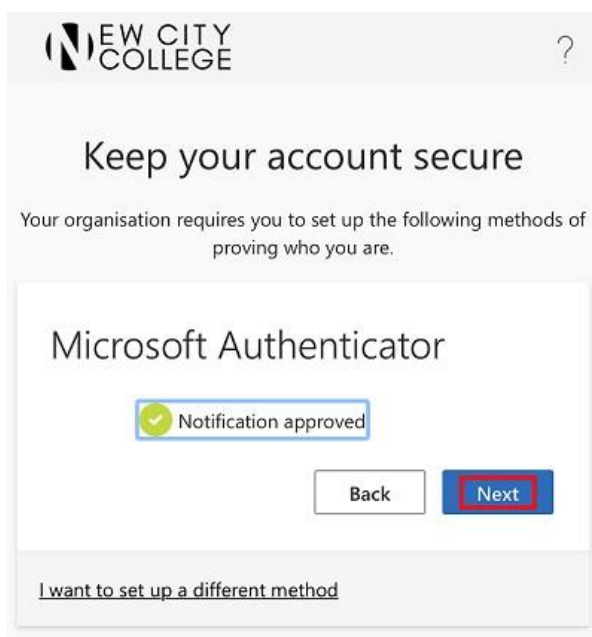 NEW CITY
COLLEGE
?
Keep your account secure
Your organisation requires you to set up the following methods of
proving who you are.
Microsoft Authenticator
Notification approved
Back Next
I want to set up a different method